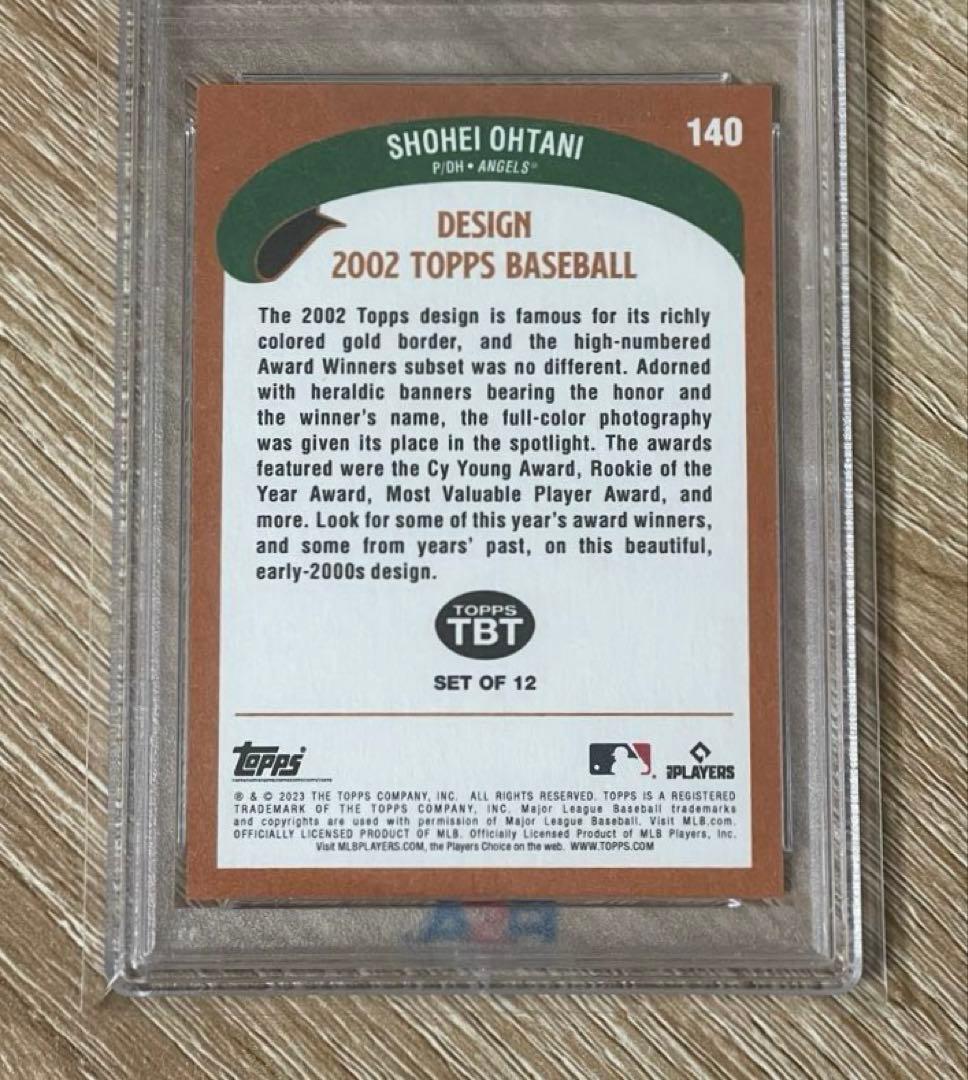 140
SHOHEI OHTANI
P/DH • ANGELS®
DESIGN
2002 TOPPS BASEBALL
The 2002 Topps design is famous for its richly
colored gold border, and the high-numbered
Award Winners subset was no different. Adorned
with heraldic banners bearing the honor and
the winner's name, the full-color photography
was given its place in the spotlight. The awards
featured were the Cy Young Award, Rookie of the
Year Award, Most Valuable Player Award, and
more. Look for some of this year's award winners,
and some from years' past, on this beautiful,
early-2000s design.
TOPPS
TBT
SET OF 12
Topps®
PLAYERS
® & © 2023 THE TOPPS COMPANY, INC. ALL RIGHTS RESERVED. TOPPS IS A REGISTERED
TRADEMARK OF THE TOPPS COMPANY, INC. Major League Baseball trademarks
and copyrights are used with permission of Major League Baseball. Visit MLB.com.
OFFICIALLY LICENSED PRODUCT OF MLB. Officially Licensed Product of MLB Players, Inc.
Visit MLBPLAYERS.COM, the Players Choice on the web. WWW.TOPPS.COM